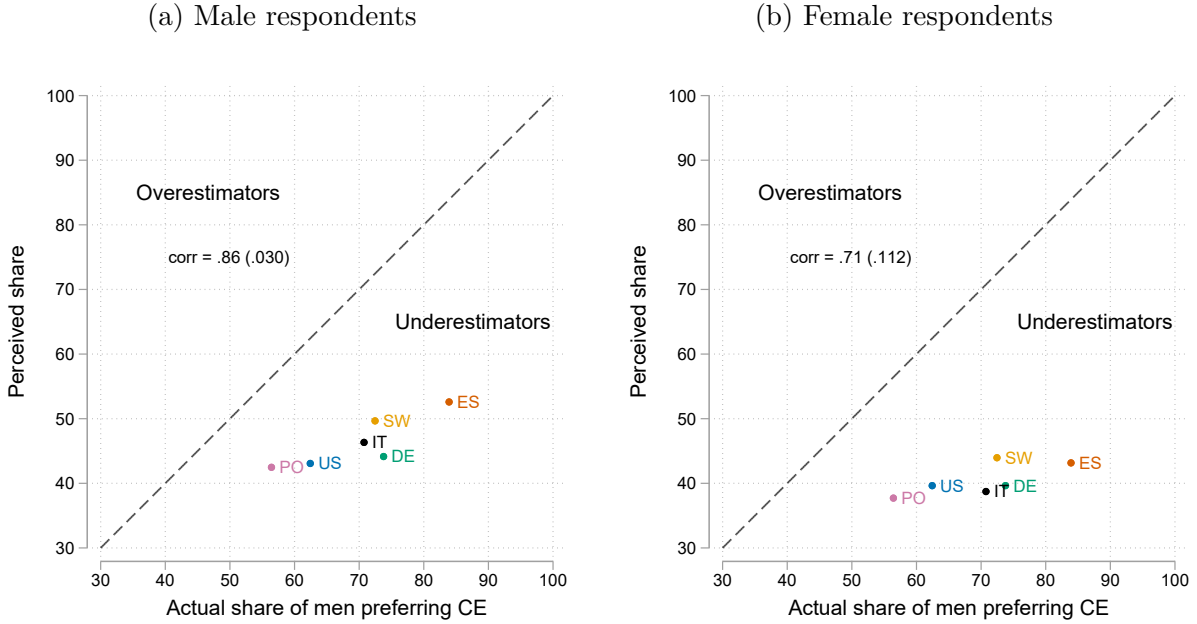 (a) Male respondents
100
90
80
70
60
50
40
30
Perceived share
Overestimators
corr = .86 (.030)
Underestimators
ES
SW
IT
DE
US
PO
30 40 50 60 70 80 90 100
Actual share of men preferring CE
(b) Female respondents
100
90
80
70
60
50
40
30
Perceived share
Overestimators
corr = .71 (.112)
Underestimators
SW
ES
US
IT
DE
PO
30 40 50 60 70 80 90 100
Actual share of men preferring CE